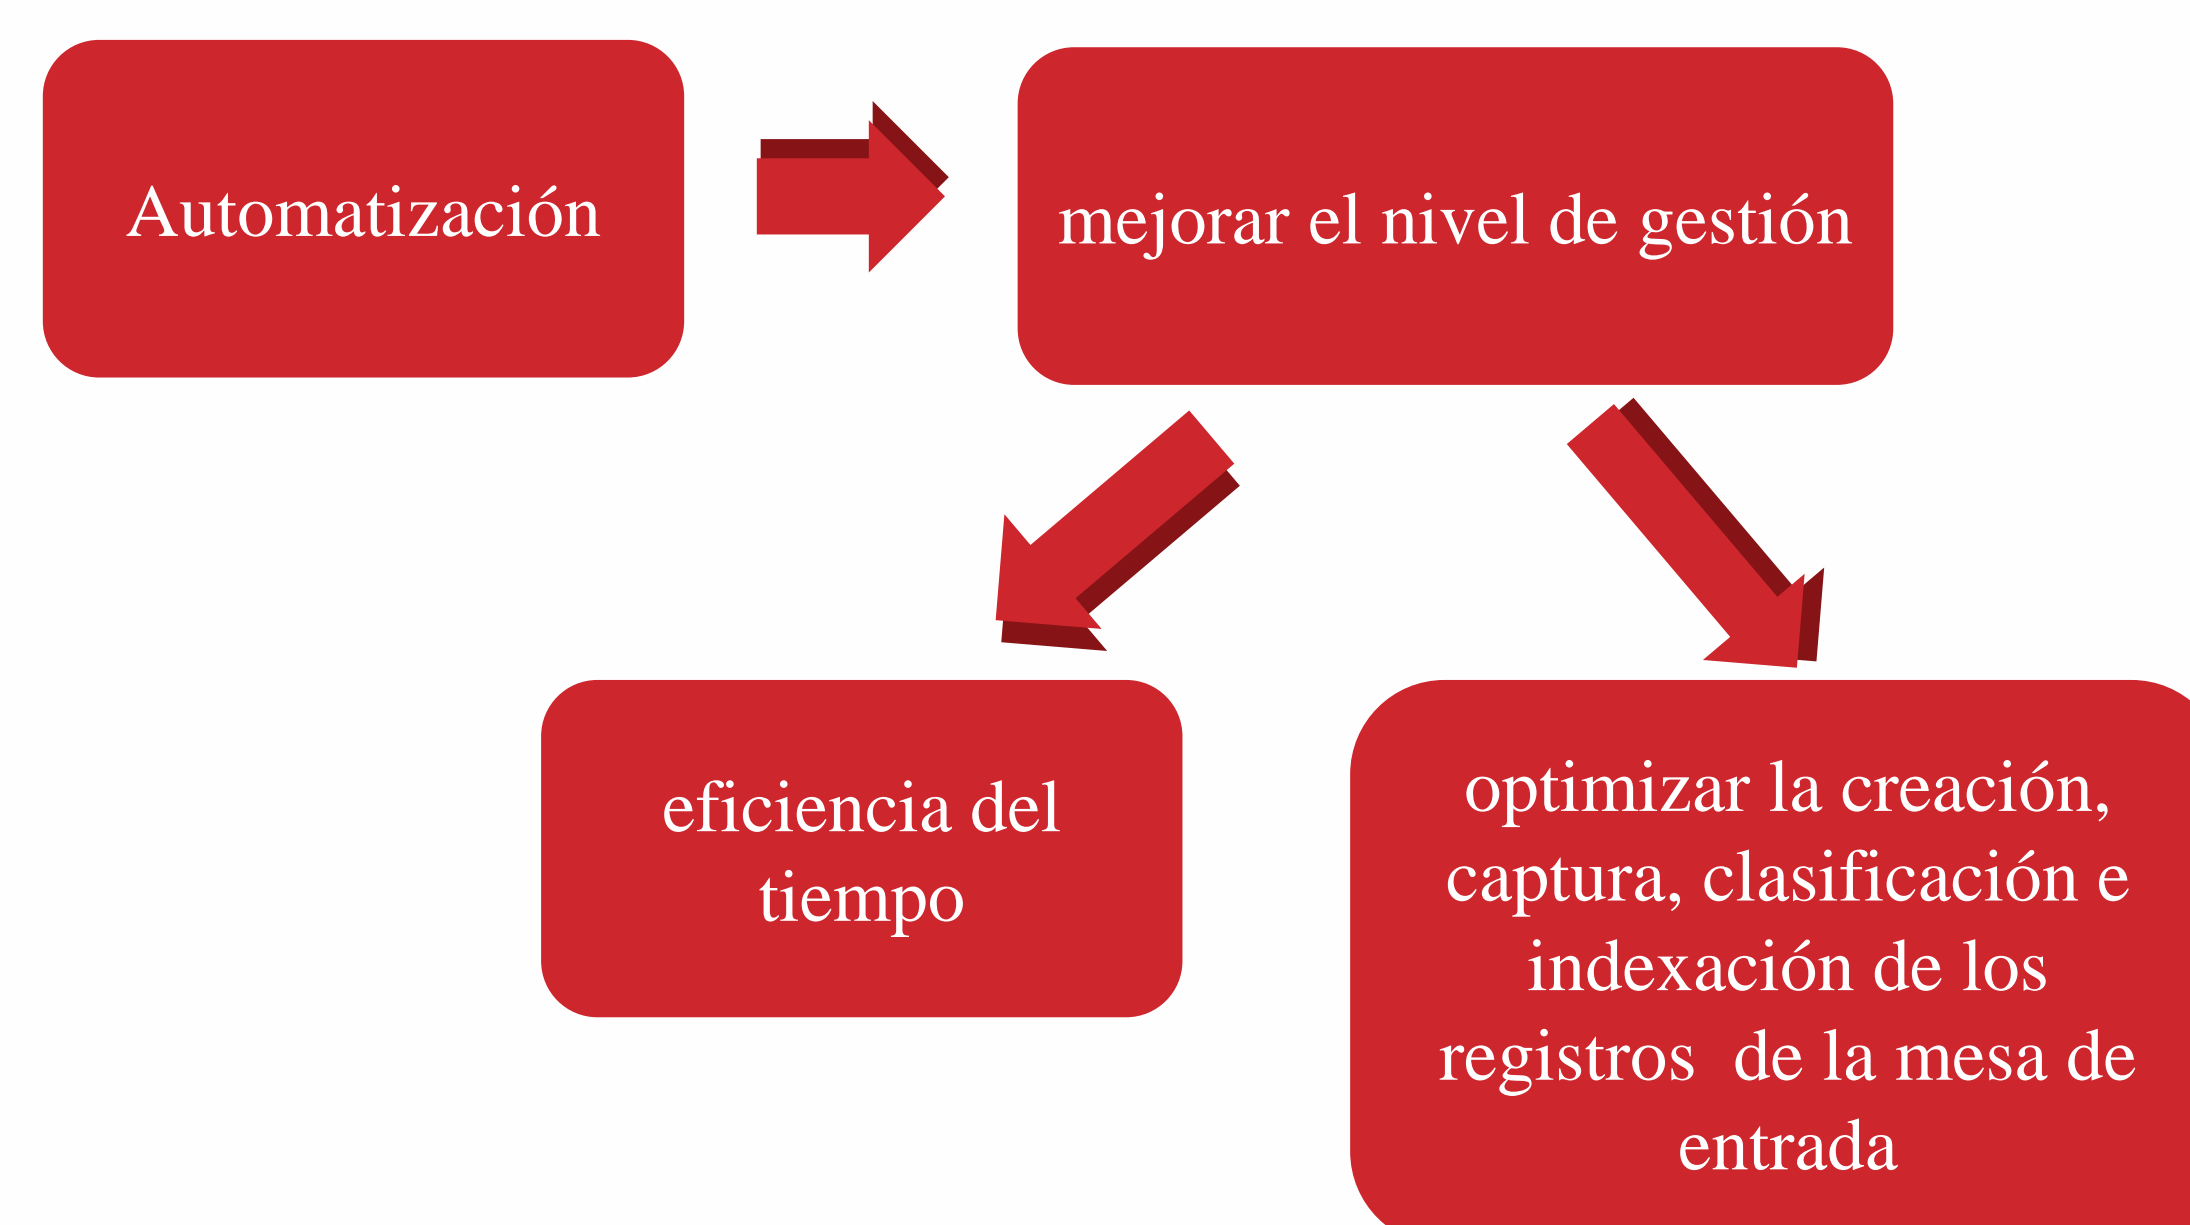 Automatización
mejorar el nivel de gestión
eficiencia del
tiempo
optimizar la creación,
captura, clasificación e
indexación de los
registros  de la mesa de
entrada